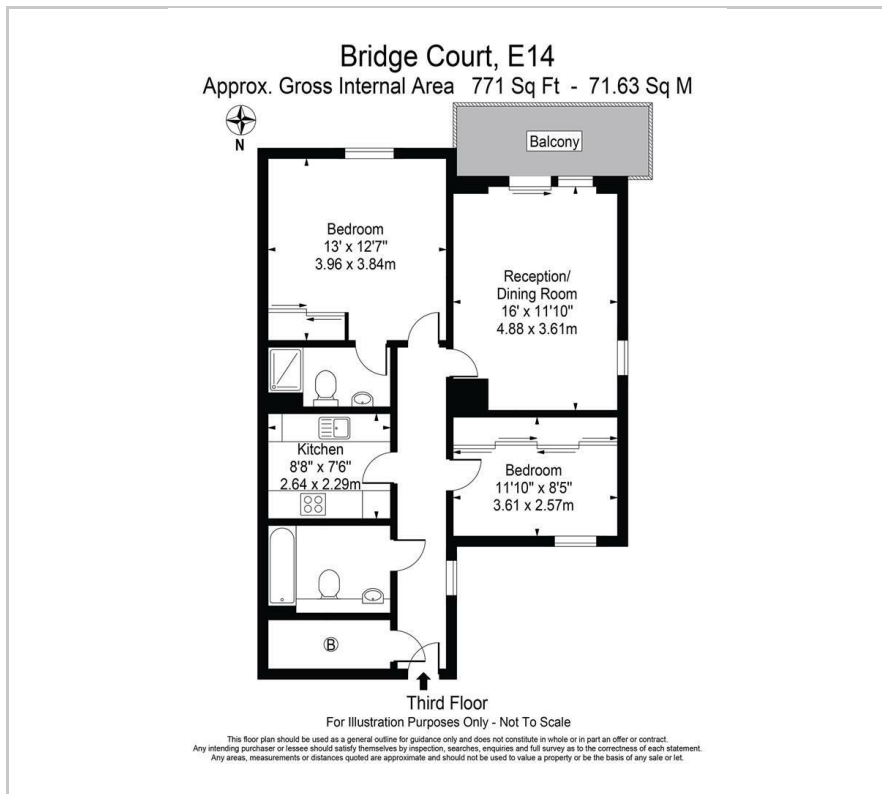 Bridge Court, E14
Approx. Gross Internal Area 771 Sq Ft - 71.63 Sq M
N
Balcony
Bedroom
13' x 12'7"
3.96 x 3.84m
Reception/
Dining Room
16' x 11'10"
4.88 x 3.61m
Kitchen
8'8" x 7'6"
2.64 x 2.29m
Bedroom
11'10" x 8'5"
3.61 x 2.57m
B
Third Floor
For Illustration Purposes Only - Not To Scale
This floor plan should be used as a general outline for guidance only and does not constitute in whole or in part an offer or contract.
Any intending purchaser or lessee should satisfy themselves by inspection, searches, enquiries and full survey as to the correctness of each statement.
Any areas, measurements or distances quoted are approximate and should not be used to value a property or be the basis of any sale or let.